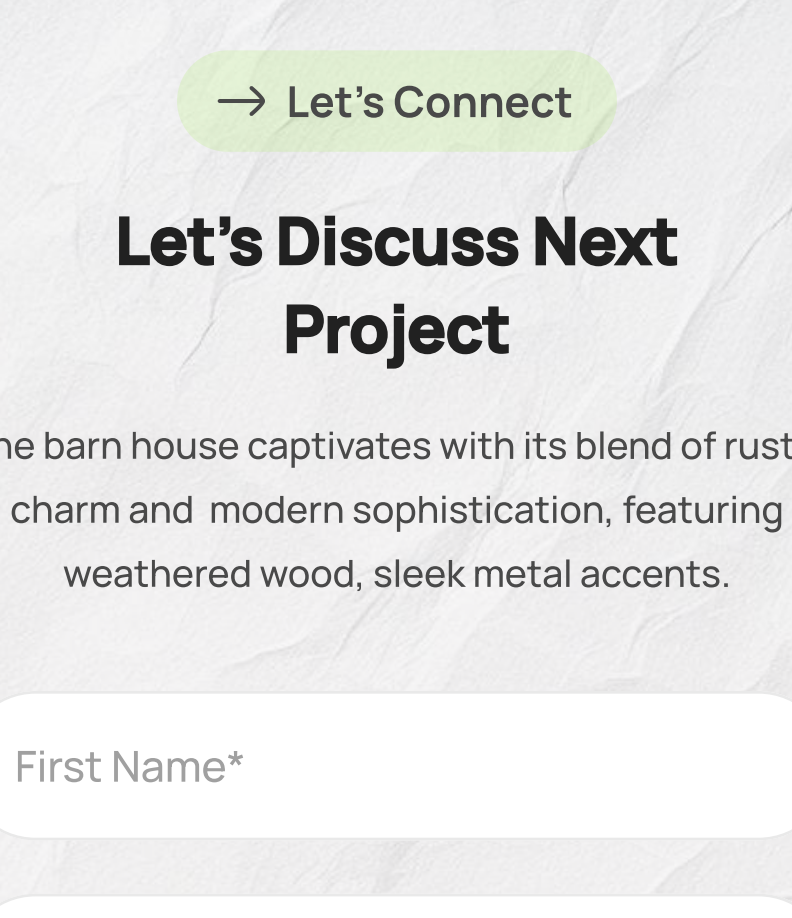 → Let’s Connect
Let’s Discuss Next
Project
barn house captivates with its blend of
charm and  modern sophistication, featuring
weathered wood, sleek metal accents.
First Name*